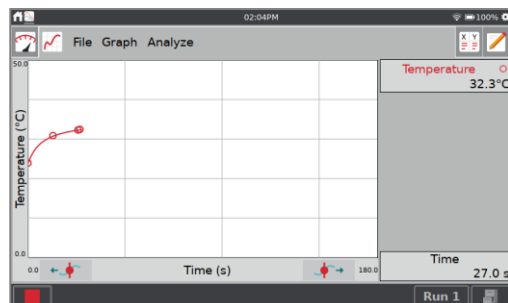 02:04PM
100%
File Graph Analyze
X Y
50.0
Temperature (°C)
0.0
0.0
Time (s)
180.0
Temperature
32.3°C
Time
27.0 s
Run 1